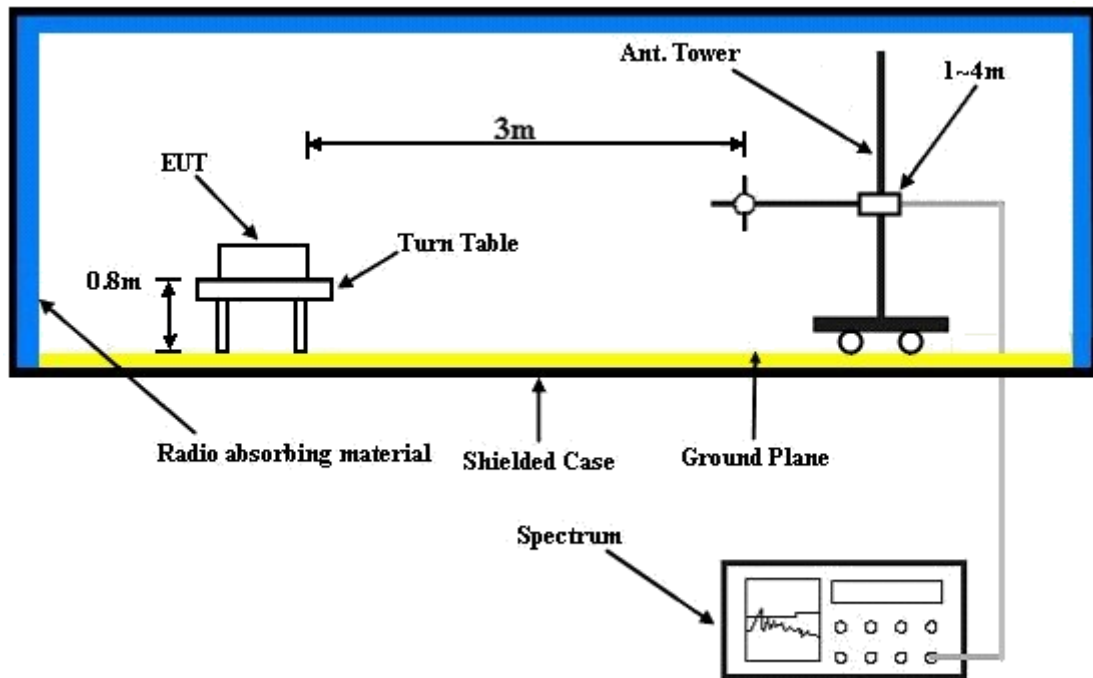 Ant. Tower
1~4m
3m
EUT
Turn Table
0.8m
Radio absorbing material
Shielded Case
Ground Plane
Spectrum